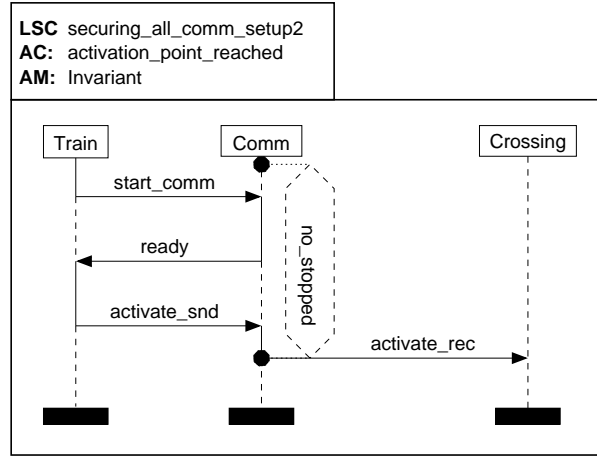 LSC securing_all_comm_setup2
AC: activation_point_reached
AM: Invariant
Train Comm Crossing
start_comm
ready
no_stopped
activate_snd
activate_rec